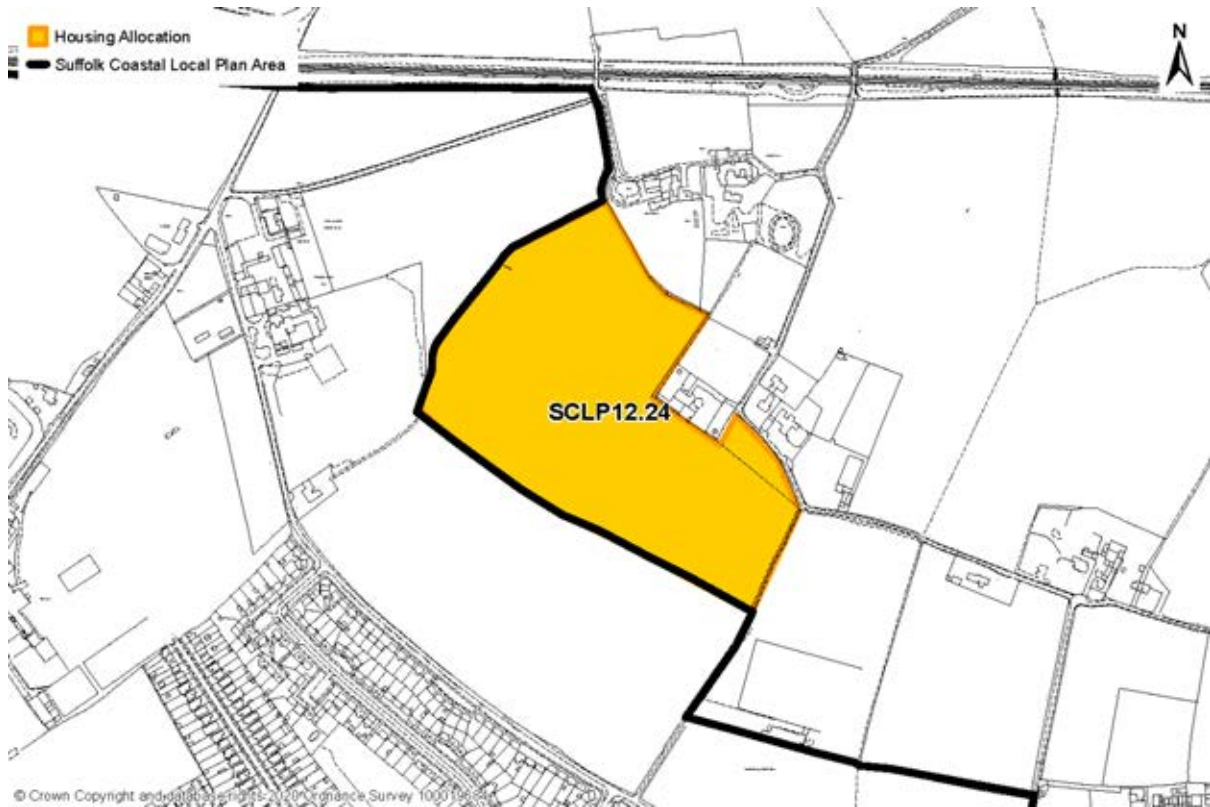 Housing Allocation
Suffolk Coastal Local Plan Area
N
SCLP12.24
© Crown Copyright and database rights 2020 Ordnance Survey